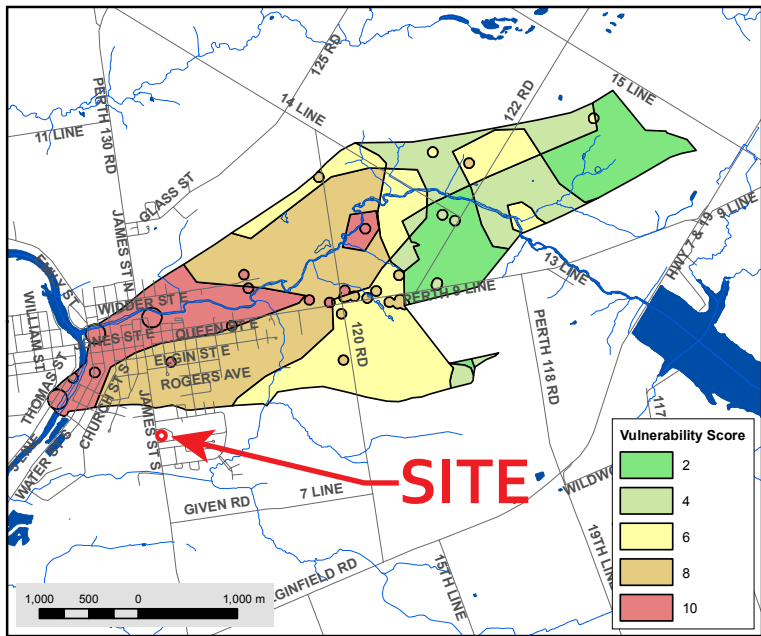 125 RD
PERTH 130 RD
15 LINE
122 RD
14 LINE
11 LINE
GLASS ST
JAMES ST N
9 LINE
HWY 7 & 19
EMILY ST
13 LINE
WIDDER ST E
PERTH 9 LINE
WILLIAM ST
QUEEN ST E
JONES ST E
120 RD
ELGIN ST E
PERTH 118 RD
THOMAS ST
ROGERS AVE
CHURCH ST S
JAMES ST S
117
WATER ST S
LINE
Vulnerability Score
2
SITE
7 LINE
GIVEN RD
4
6
19TH LINE
15TH LINE
8
1,000 500 0 1,000 m
10